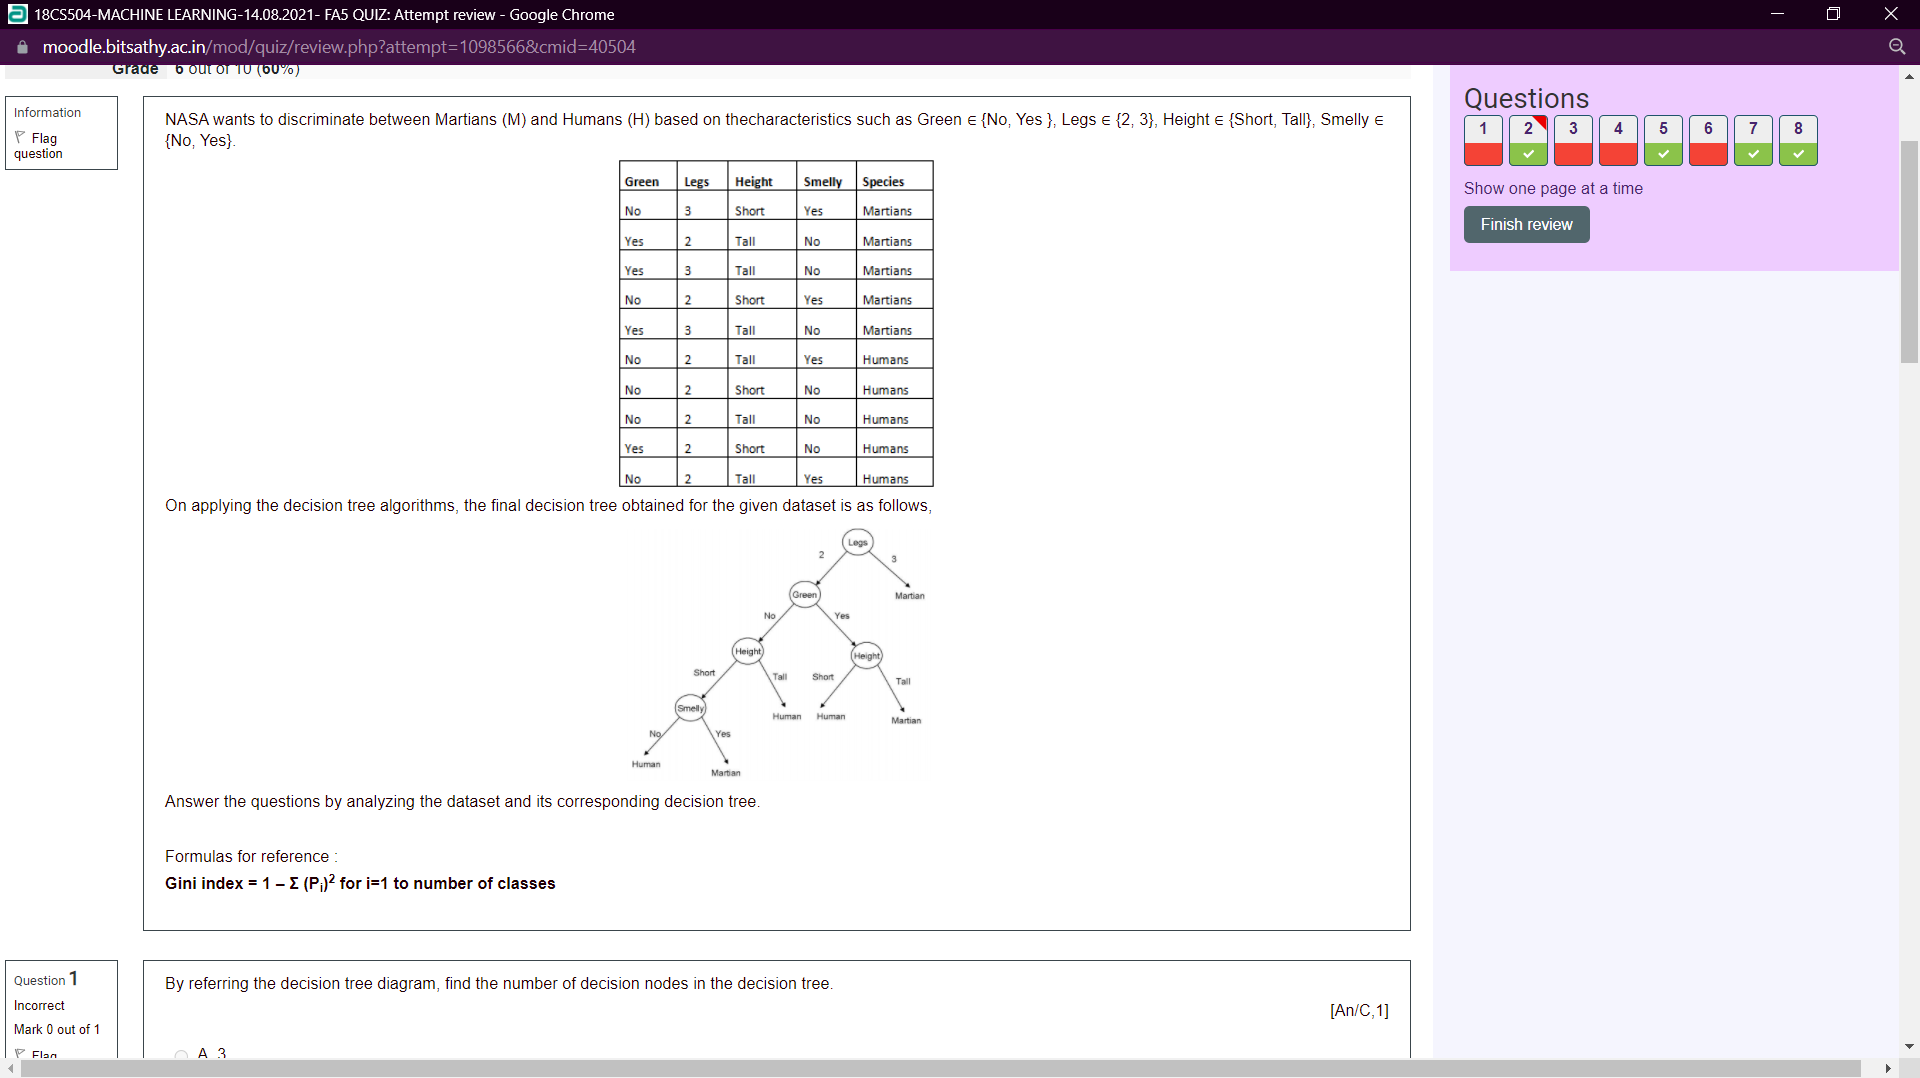 18CS504-MACHINE LEARNING-14.08.2021- FA5 QUIZ: Attempt review - Google Chrome
moodle.bitsathy.ac.in/mod/quiz/review.php?attempt=1098566&cmid=40504
Grade 6 out of 10 (60%)
Information
Flag
question
NASA wants to discriminate between Martians (M) and Humans (H) based on thecharacteristics such as Green ∈ {No, Yes }, Legs ∈ {2, 3}, Height ∈ {Short, Tall}, Smelly ∈
{No, Yes}.
Green Legs Height Smelly Species
No 3 Short Yes Martians
Yes 2 Tall No Martians
Yes 3 Tall No Martians
No 2 Short Yes Martians
Yes 3 Tall No Martians
No 2 Tall Yes Humans
No 2 Short No Humans
No 2 Tall No Humans
Yes 2 Short No Humans
No 2 Tall Yes Humans
On applying the decision tree algorithms, the final decision tree obtained for the given dataset is as follows,
Legs
2 3
Green Martian
No Yes
Height Height
Short Tall Short Tall
Smelly Human Human Martian
No Yes
Human Martian
Answer the questions by analyzing the dataset and its corresponding decision tree.
Formulas for reference :
Gini index = 1 – Σ (Pᵢ)² for i=1 to number of classes
Question 1
Incorrect
Mark 0 out of 1
Flag
By referring the decision tree diagram, find the number of decision nodes in the decision tree.
[An/C,1]
A. 3
Questions
1 2 3 4 5 6 7 8
Show one page at a time
Finish review